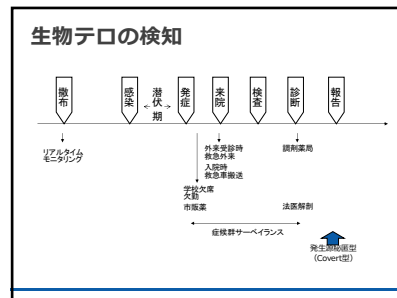 生物テロの検知
撒布
感染
潜伏期
発症
来院
検査
診断
報告
リアルタイム
モニタリング
外来受診時
救急外来
入院時
救急車搬送
調剤薬局
学校欠席
欠勤
市販薬
法医解剖
症候群サーベイランス
発生源秘匿型
(Covert型)